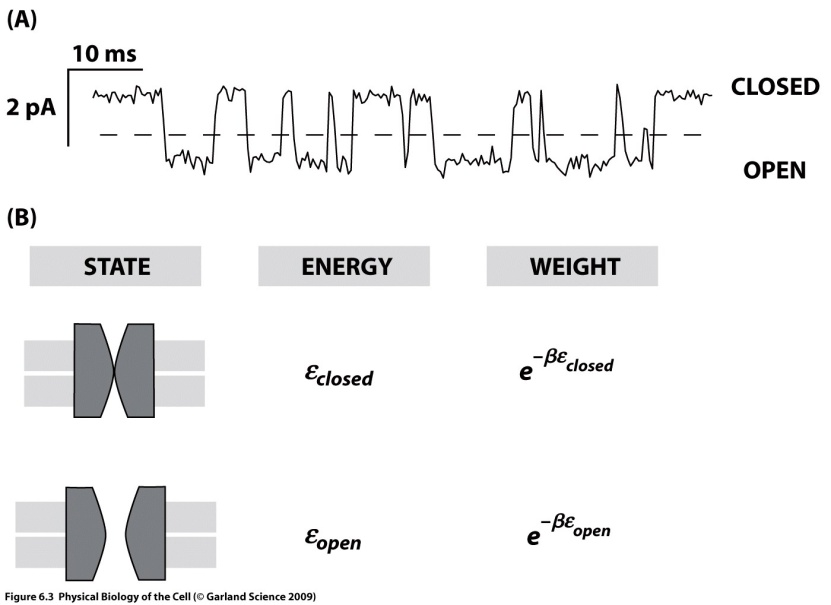 (A)
10 ms
2 pA
CLOSED
OPEN
(B)
STATE ENERGY WEIGHT
εclosed e^−βεclosed
εopen e^−βεopen
Figure 6.3 Physical Biology of the Cell (© Garland Science 2009)